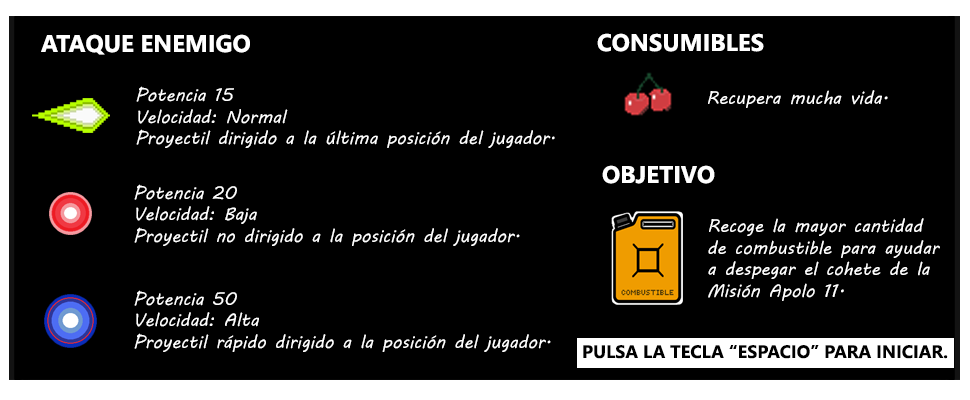 ATAQUE ENEMIGO
Potencia 15
Velocidad: Normal
Proyectil dirigido a la última posición del jugador.
Potencia 20
Velocidad: Baja
Proyectil no dirigido a la posición del jugador.
Potencia 50
Velocidad: Alta
Proyectil rápido dirigido a la posición del jugador.
CONSUMIBLES
Recupera mucha vida.
OBJETIVO
COMBUSTIBLE
Recoge la mayor cantidad
de combustible para ayudar
a despegar el cohete de la
Misión Apolo 11.
PULSA LA TECLA “ESPACIO” PARA INICIAR.